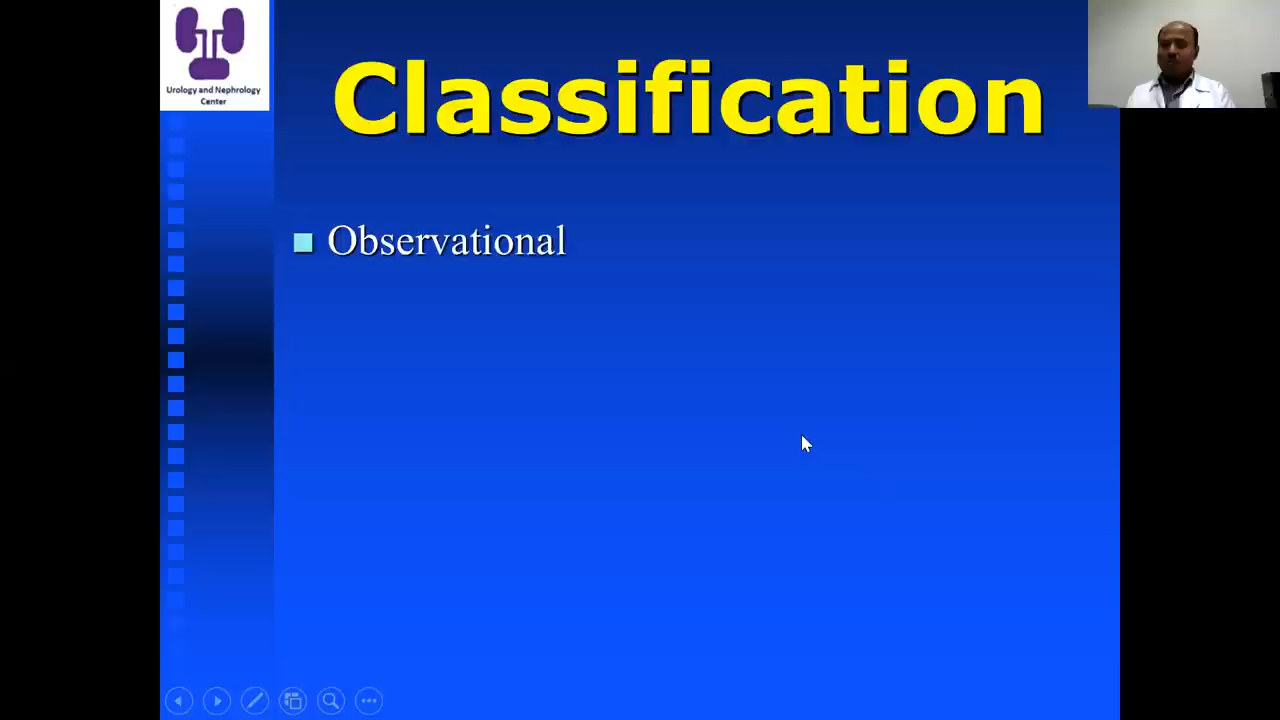 Urology and Nephrology
Center
Classification
Observational